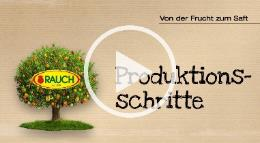 Von der Frucht zum Saft
RAUCH
Produktions-
schritte